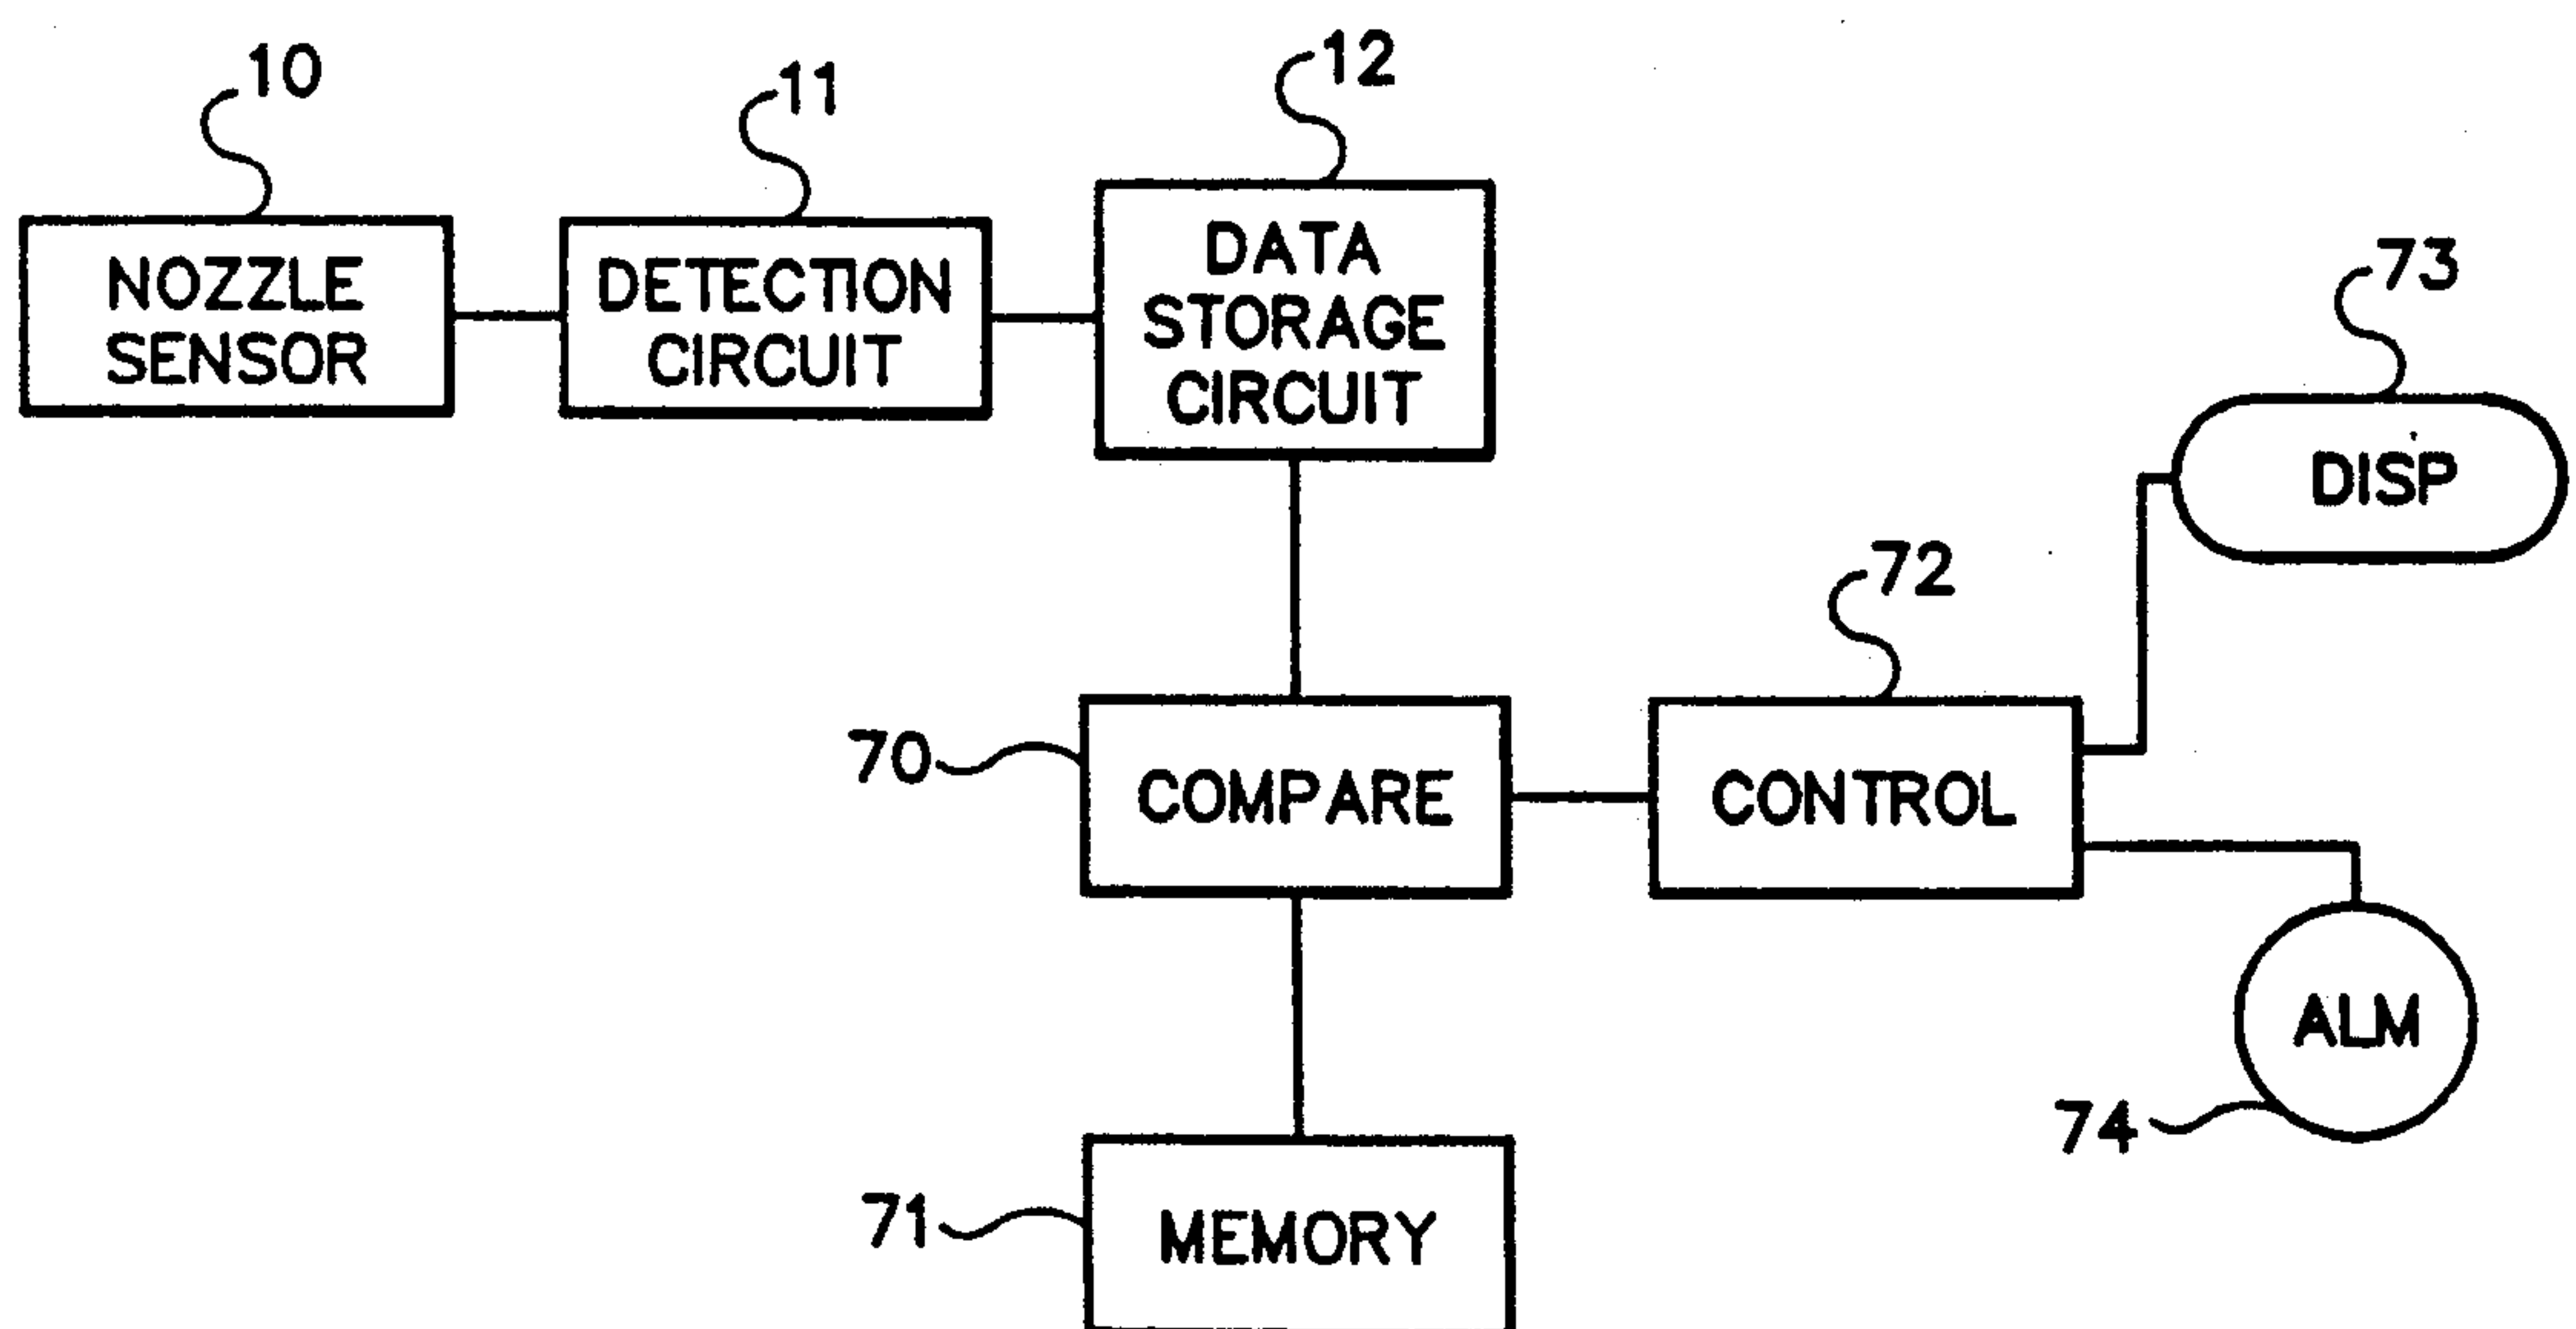 10
11
12
NOZZLE
SENSOR
DETECTION
CIRCUIT
DATA
STORAGE
CIRCUIT
73
DISP
72
70
COMPARE
CONTROL
ALM
74
71
MEMORY